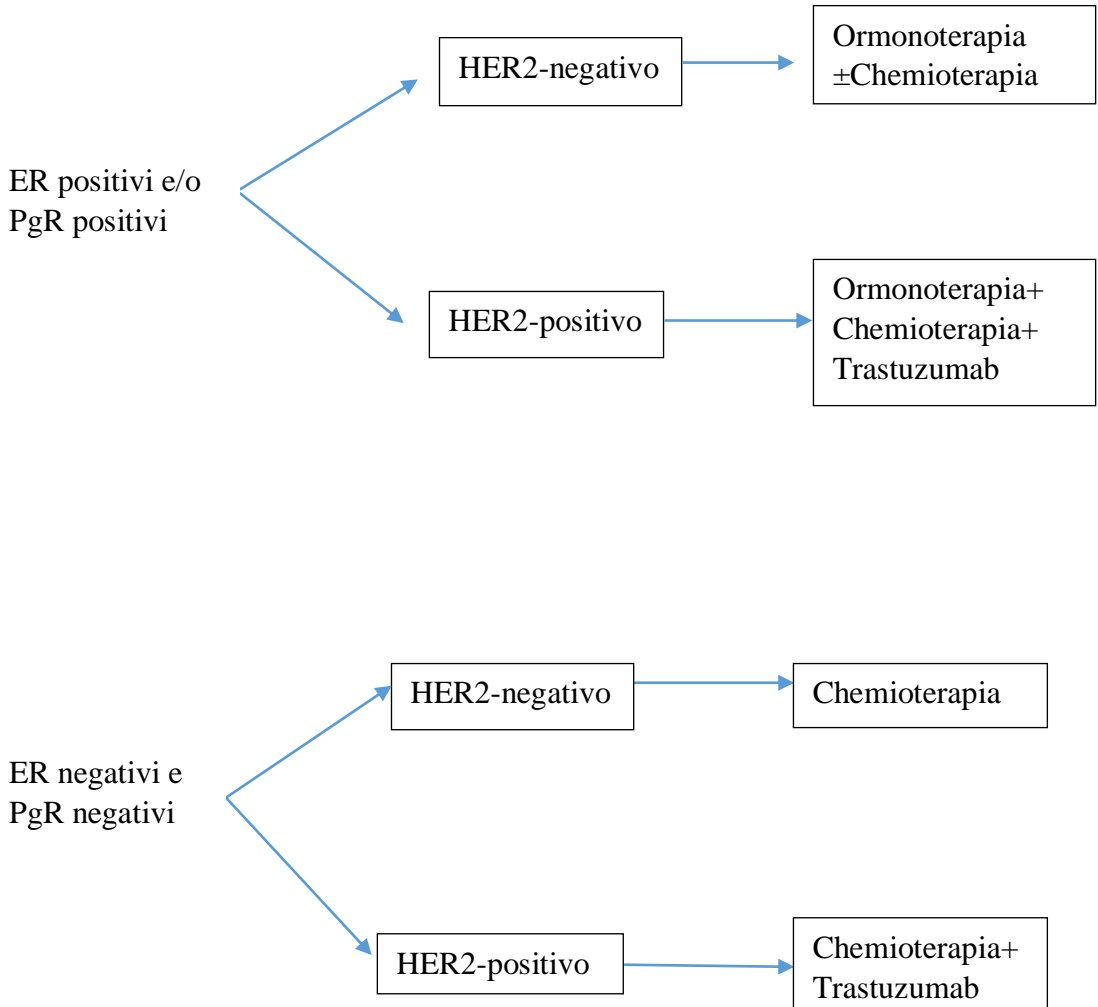 HER2-negativo
Ormonoterapia
±Chemioterapia
ER positivi e/o
PgR positivi
HER2-positivo
Ormonoterapia+
Chemioterapia+
Trastuzumab
HER2-negativo
Chemioterapia
ER negativi e
PgR negativi
HER2-positivo
Chemioterapia+
Trastuzumab